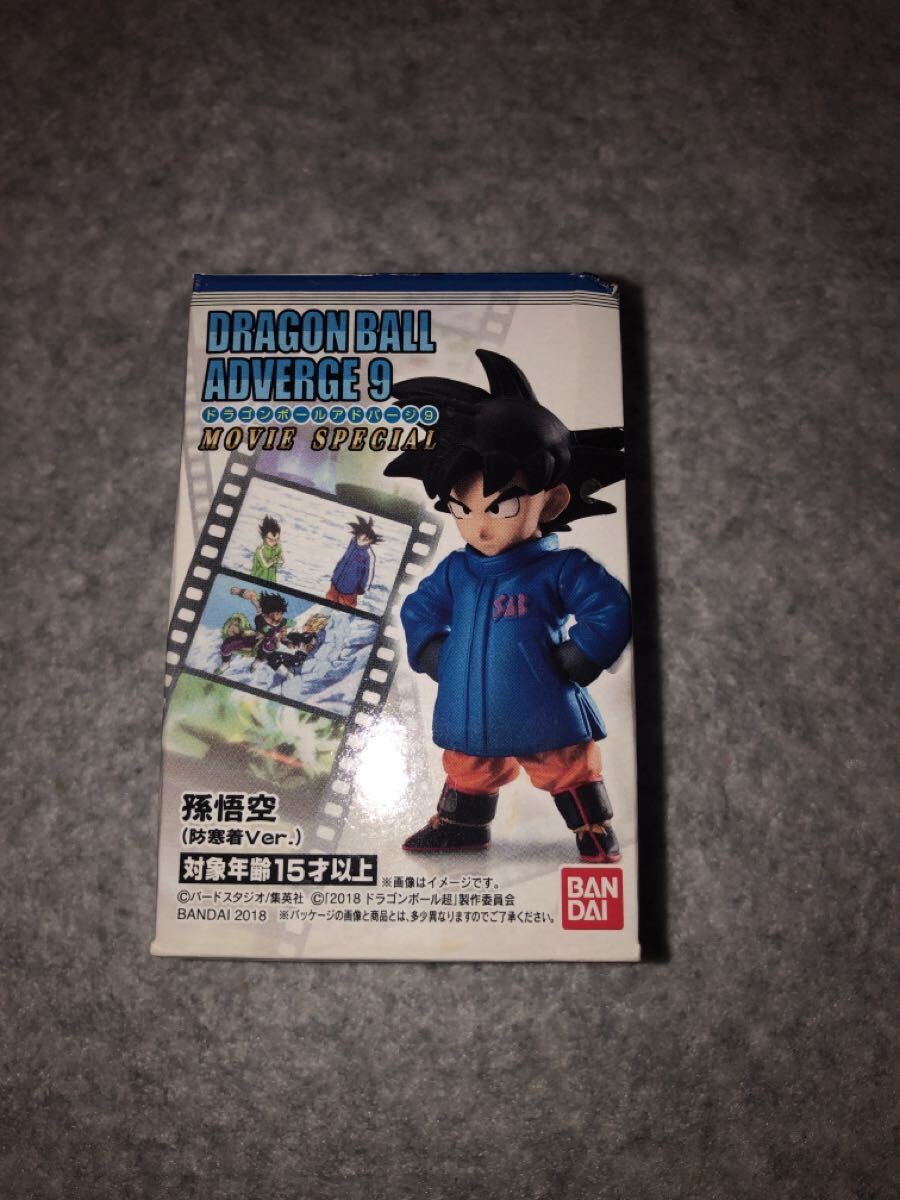 DRAGON BALL
ADVERGE 9
ドラゴンボールアドバージ9
MOVIE SPECIAL
SAB
孫悟空
(防寒着Ver.)
対象年齢15才以上
※画像はイメージです。
©バードスタジオ/集英社 ©「2018 ドラゴンボール超」製作委員会
BANDAI 2018 ※パッケージの画像と商品とは、多少異なりますのでご了承ください。
BAN
DAI